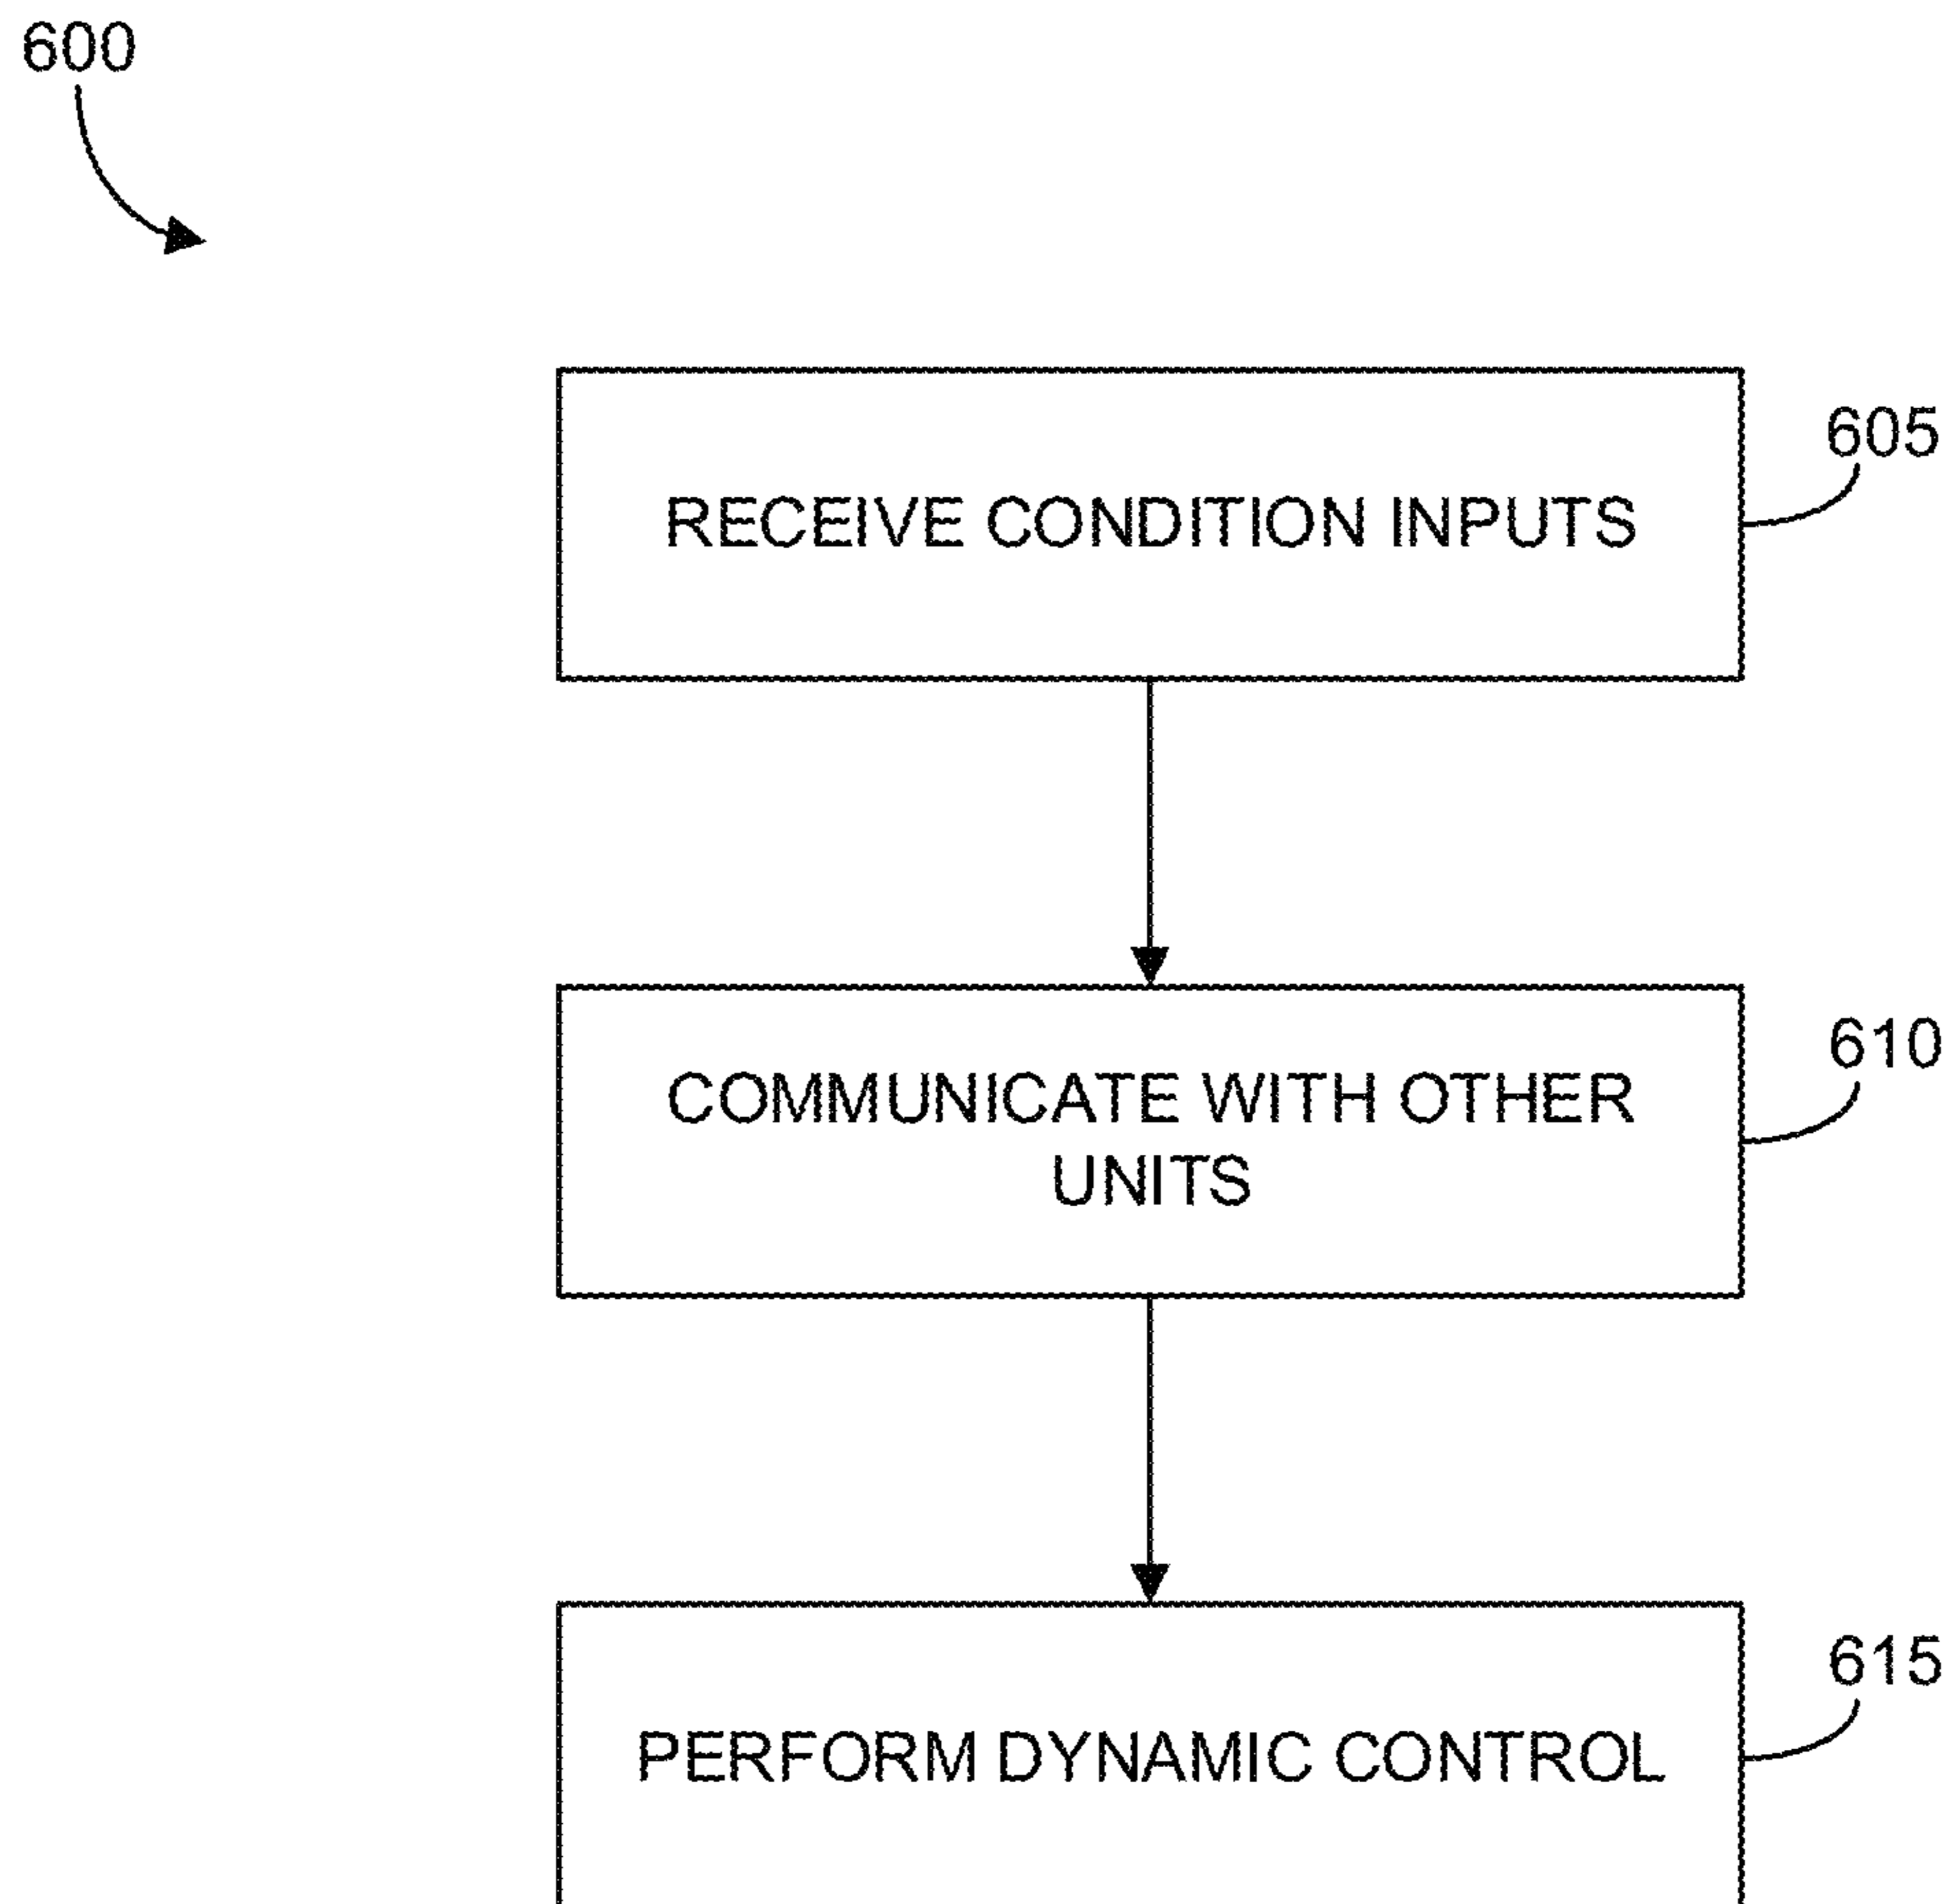 600
605
RECEIVE CONDITION INPUTS
610
COMMUNICATE WITH OTHER
UNITS
615
PERFORM DYNAMIC CONTROL